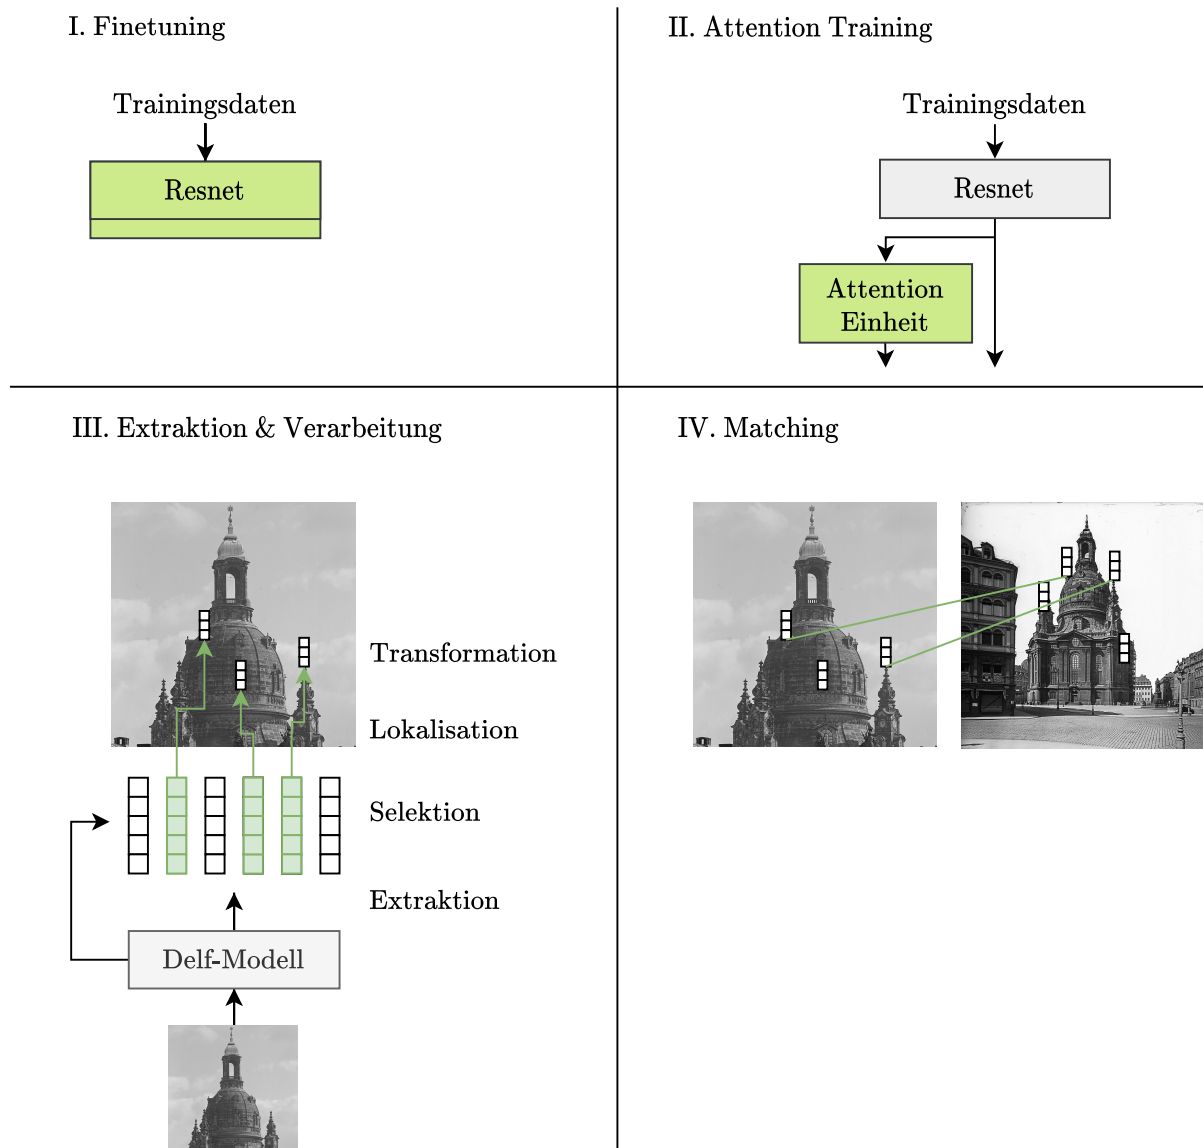 I. Finetuning
Trainingsdaten
Resnet
II. Attention Training
Trainingsdaten
Resnet
Attention
Einheit
III. Extraktion & Verarbeitung
Transformation
Lokalisation
Selektion
Extraktion
Delf-Modell
IV. Matching